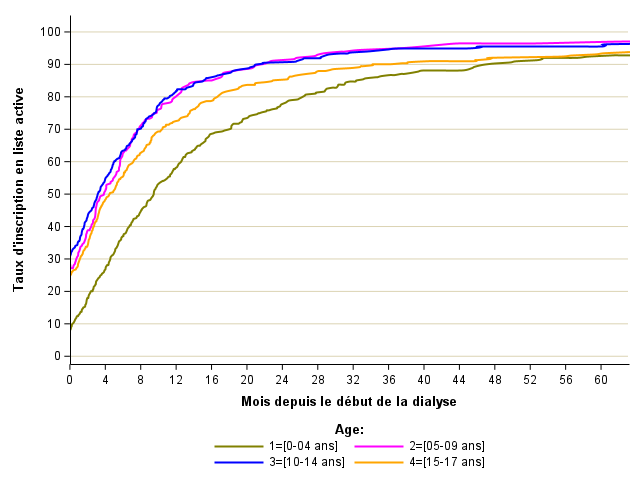 Taux d'inscription en liste active
100
90
80
70
60
50
40
30
20
10
0
0 4 8 12 16 20 24 28 32 36 40 44 48 52 56 60
Mois depuis le début de la dialyse
Age:
1=[0-04 ans] 2=[05-09 ans]
3=[10-14 ans] 4=[15-17 ans]